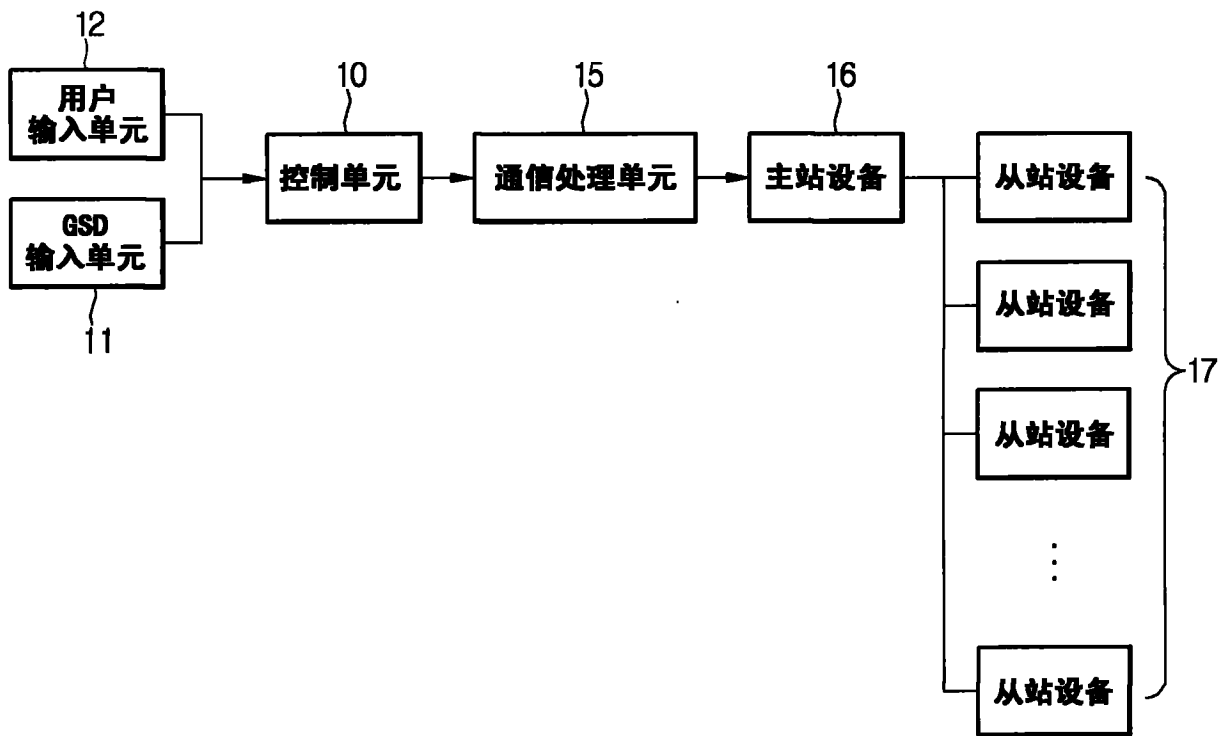 12
用户
输入单元
GSD
输入单元
11
10
控制单元
15
通信处理单元
16
主站设备
从站设备
从站设备
从站设备
⋮
从站设备
17